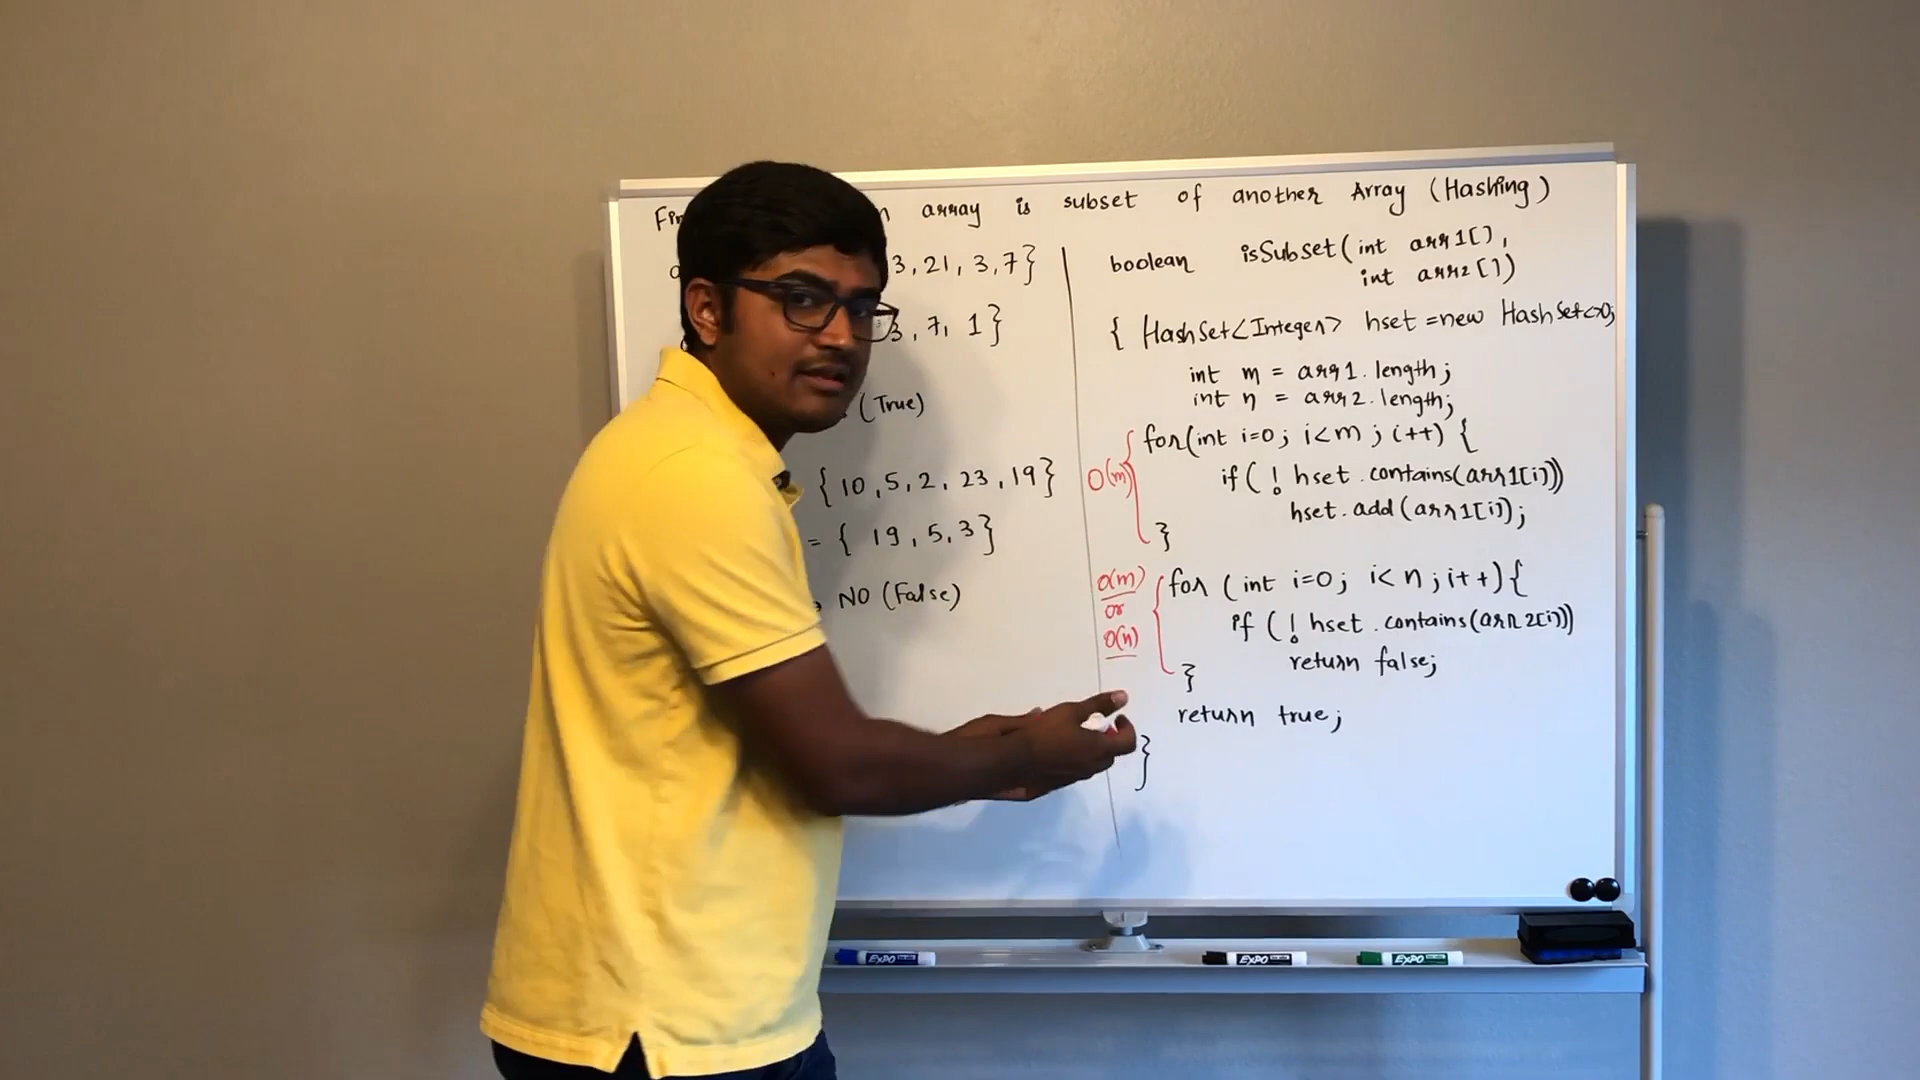 array is subset of another Array (Hashing)
3, 21, 3, 7}
3, 7, 1}
(True)
{10, 5, 2, 23, 19}
= { 19, 5, 3}
NO (False)
boolean isSubset(int arr1[],
int arr2[])
{ HashSet<Integer> hset = new HashSet<>();
int m = arr1.length;
int n = arr2.length;
O(m)
for(int i=0; i<m; i++) {
if( ! hset.contains(arr1[i]))
hset.add(arr1[i]);
}
O(m)
or
O(n)
for (int i=0; i<n; i++){
if ( ! hset.contains(arr2[i]))
return false;
}
return true;
}
EXPO
EXPO
EXPO